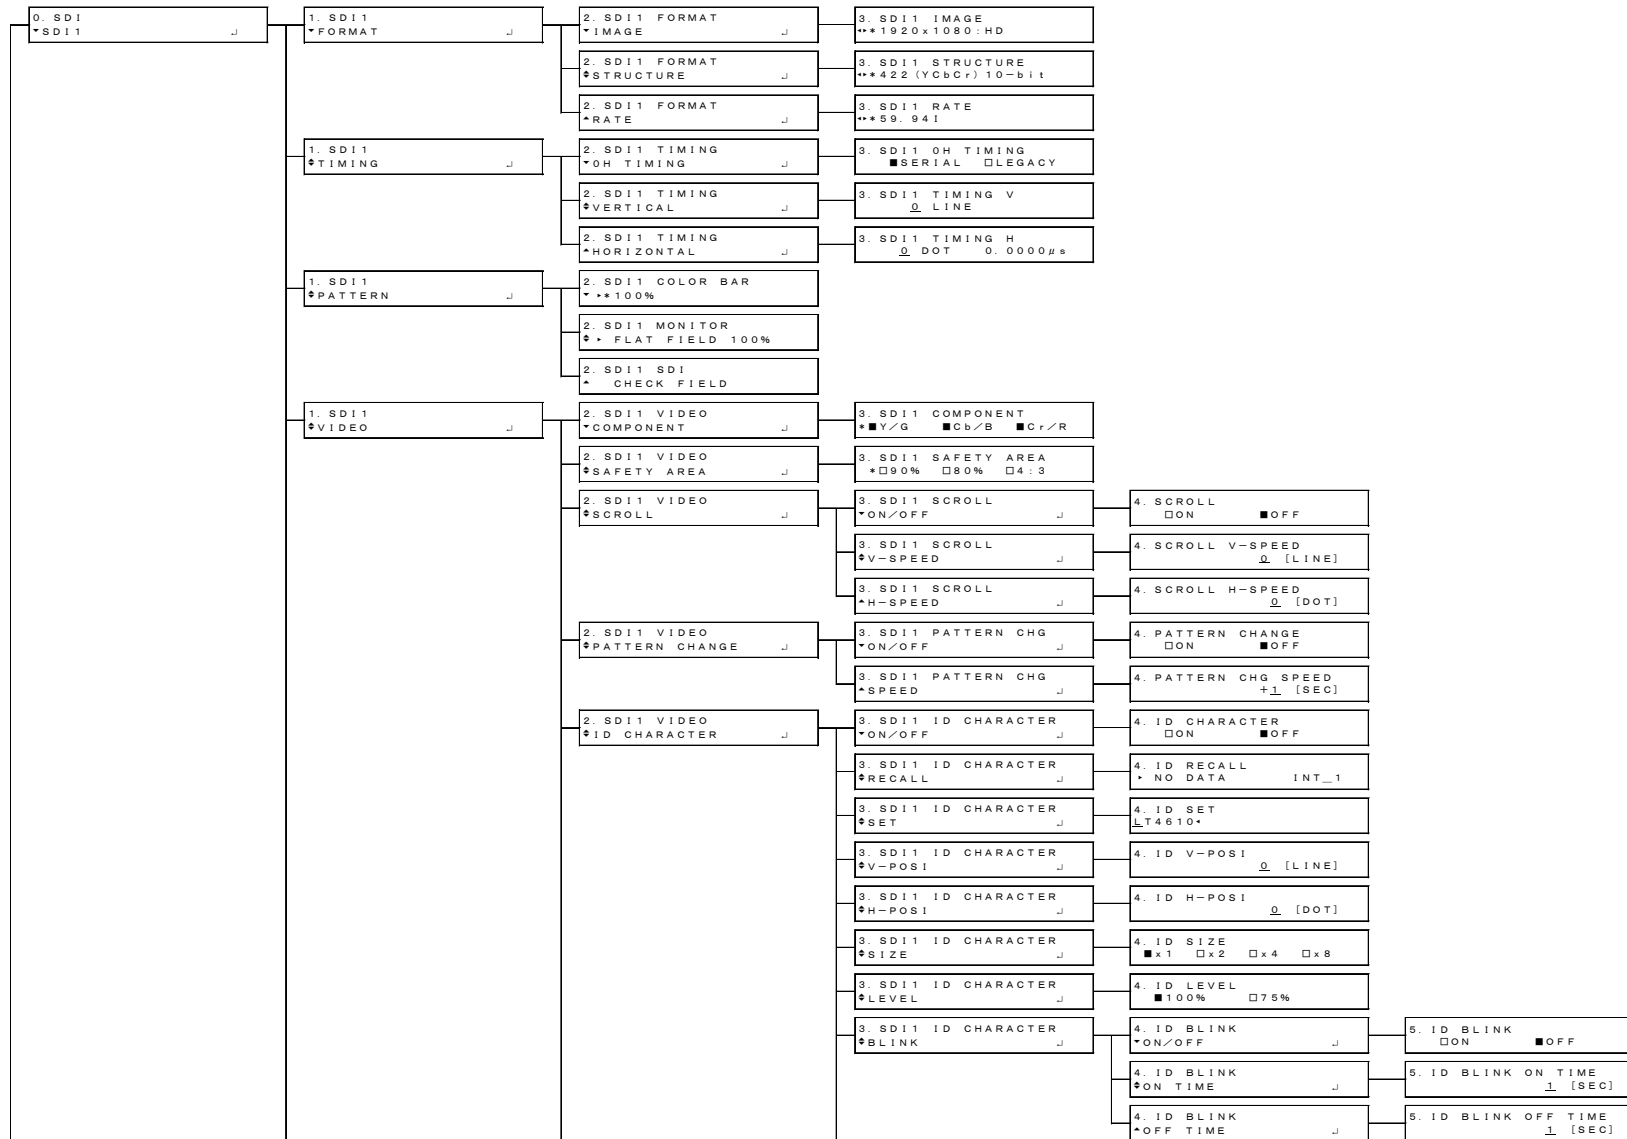 0. SDI
▾SDI1 ↵
1. SDI1
▾FORMAT ↵
2. SDI1 FORMAT
▾IMAGE ↵
3. SDI1 IMAGE
◂▸*1920x1080:HD
2. SDI1 FORMAT
♦STRUCTURE ↵
3. SDI1 STRUCTURE
◂▸*422(YCbCr)10-bit
2. SDI1 FORMAT
▴RATE ↵
3. SDI1 RATE
◂▸*59.94I
1. SDI1
♦TIMING ↵
2. SDI1 TIMING
▾0H TIMING ↵
3. SDI1 0H TIMING
■SERIAL □LEGACY
2. SDI1 TIMING
♦VERTICAL ↵
3. SDI1 TIMING V
0 LINE
2. SDI1 TIMING
▴HORIZONTAL ↵
3. SDI1 TIMING H
0 DOT 0.0000μs
1. SDI1
♦PATTERN ↵
2. SDI1 COLOR BAR
▾ ▸*100%
2. SDI1 MONITOR
♦ ▸ FLAT FIELD 100%
2. SDI1 SDI
▴ CHECK FIELD
1. SDI1
♦VIDEO ↵
2. SDI1 VIDEO
▾COMPONENT ↵
3. SDI1 COMPONENT
*■Y/G ■Cb/B ■Cr/R
2. SDI1 VIDEO
♦SAFETY AREA ↵
3. SDI1 SAFETY AREA
*□90% □80% □4:3
2. SDI1 VIDEO
♦SCROLL ↵
3. SDI1 SCROLL
▾ON/OFF ↵
4. SCROLL
□ON ■OFF
3. SDI1 SCROLL
♦V-SPEED ↵
4. SCROLL V-SPEED
0 [LINE]
3. SDI1 SCROLL
▴H-SPEED ↵
4. SCROLL H-SPEED
0 [DOT]
2. SDI1 VIDEO
♦PATTERN CHANGE ↵
3. SDI1 PATTERN CHG
▾ON/OFF ↵
4. PATTERN CHANGE
□ON ■OFF
3. SDI1 PATTERN CHG
▴SPEED ↵
4. PATTERN CHG SPEED
+1 [SEC]
2. SDI1 VIDEO
♦ID CHARACTER ↵
3. SDI1 ID CHARACTER
▾ON/OFF ↵
4. ID CHARACTER
□ON ■OFF
3. SDI1 ID CHARACTER
♦RECALL ↵
4. ID RECALL
▸ NO DATA INT_1
3. SDI1 ID CHARACTER
♦SET ↵
4. ID SET
LT4610◂
3. SDI1 ID CHARACTER
♦V-POSI ↵
4. ID V-POSI
0 [LINE]
3. SDI1 ID CHARACTER
♦H-POSI ↵
4. ID H-POSI
0 [DOT]
3. SDI1 ID CHARACTER
♦SIZE ↵
4. ID SIZE
■x1 □x2 □x4 □x8
3. SDI1 ID CHARACTER
♦LEVEL ↵
4. ID LEVEL
■100% □75%
3. SDI1 ID CHARACTER
♦BLINK ↵
4. ID BLINK
▾ON/OFF ↵
5. ID BLINK
□ON ■OFF
4. ID BLINK
♦ON TIME ↵
5. ID BLINK ON TIME
1 [SEC]
4. ID BLINK
▴OFF TIME ↵
5. ID BLINK OFF TIME
1 [SEC]